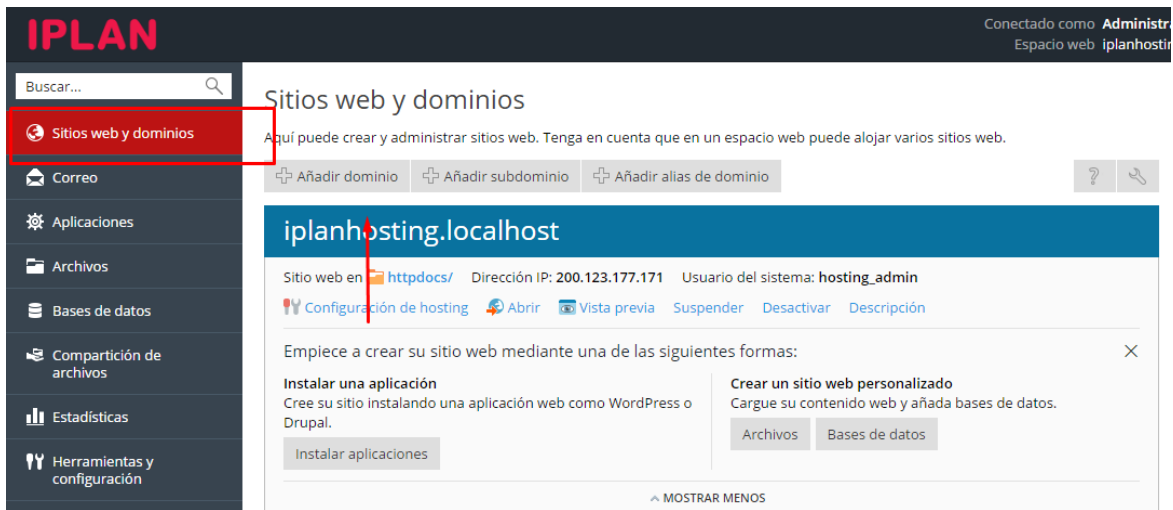 IPLAN
Conectado como Administra
Espacio web iplanhostin
Buscar...
Sitios web y dominios
Correo
Aplicaciones
Archivos
Bases de datos
Compartición de
archivos
Estadísticas
Herramientas y
configuración
Sitios web y dominios
Aquí puede crear y administrar sitios web. Tenga en cuenta que en un espacio web puede alojar varios sitios web.
Añadir dominio Añadir subdominio Añadir alias de dominio ?
iplanhosting.localhost
Sitio web en httpdocs/ Dirección IP: 200.123.177.171 Usuario del sistema: hosting_admin
Configuración de hosting Abrir Vista previa Suspender Desactivar Descripción
Empiece a crear su sitio web mediante una de las siguientes formas:
Instalar una aplicación
Cree su sitio instalando una aplicación web como WordPress o
Drupal.
Instalar aplicaciones
Crear un sitio web personalizado
Cargue su contenido web y añada bases de datos.
Archivos Bases de datos
MOSTRAR MENOS